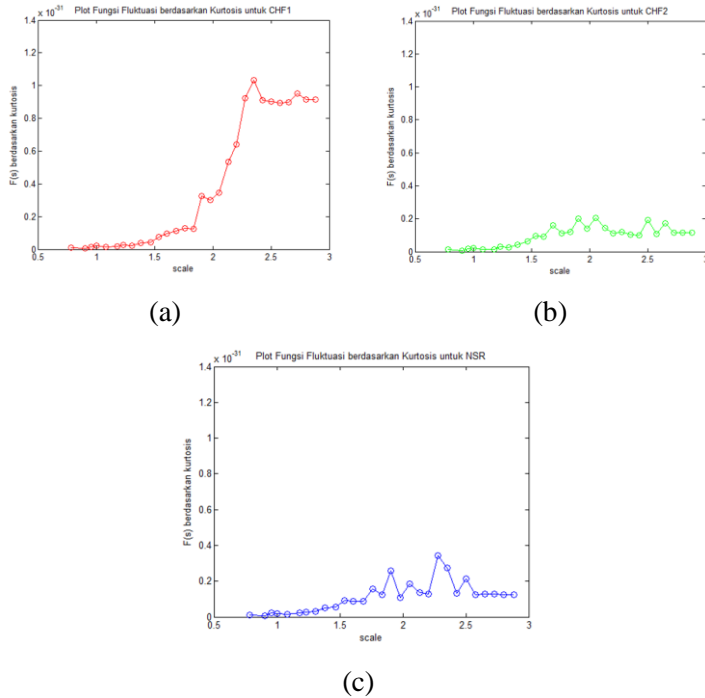 Plot Fungsi Fluktuasi berdasarkan Kurtosis untuk CHF1
x 10^-31
1.4
1.2
1
0.8
0.6
0.4
0.2
0
0.5 1 1.5 2 2.5 3
scale
F(s) berdasarkan kurtosis
(a)
Plot Fungsi Fluktuasi berdasarkan Kurtosis untuk CHF2
x 10^-31
1.4
1.2
1
0.8
0.6
0.4
0.2
0
0.5 1 1.5 2 2.5 3
scale
F(s) berdasarkan kurtosis
(b)
Plot Fungsi Fluktuasi berdasarkan Kurtosis untuk NSR
x 10^-31
1.4
1.2
1
0.8
0.6
0.4
0.2
0
0.5 1 1.5 2 2.5 3
scale
F(s) berdasarkan kurtosis
(c)